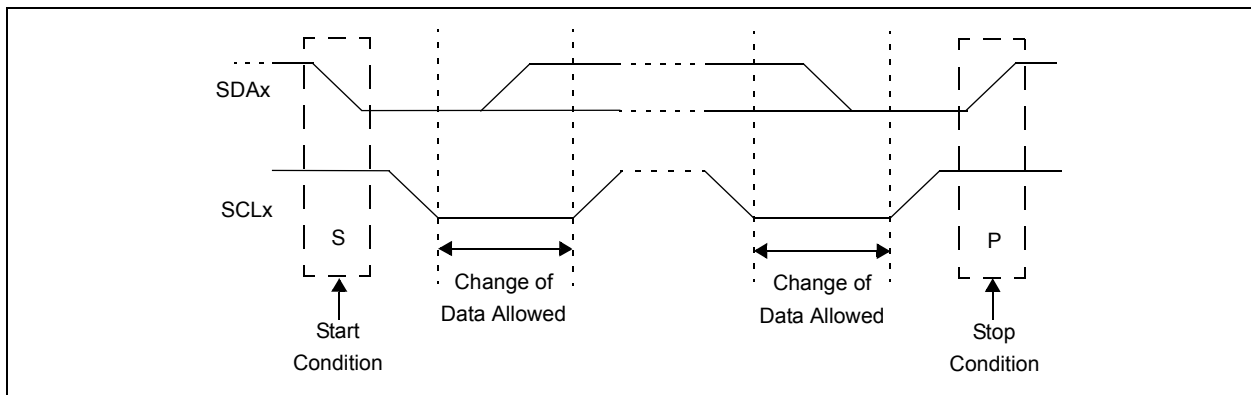 SDAx
SCLx
S
P
Change of
Data Allowed
Change of
Data Allowed
Start
Condition
Stop
Condition